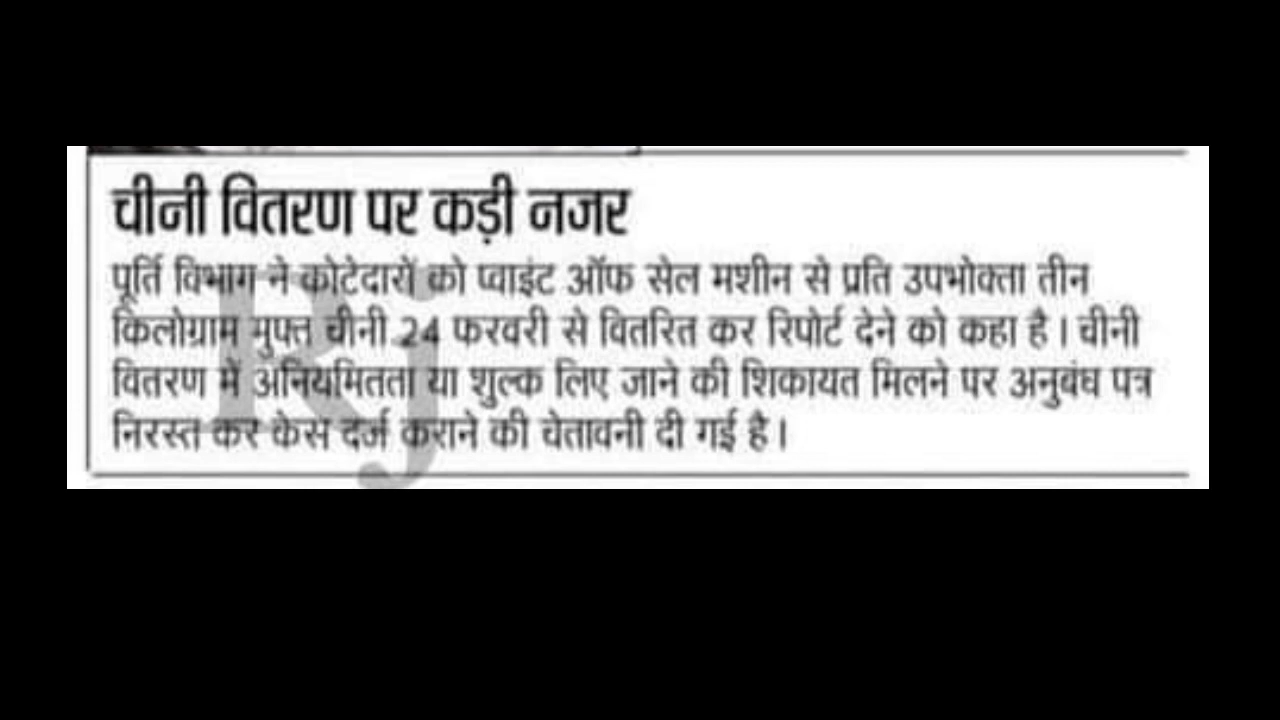 चीनी वितरण पर कड़ी नजर
पूर्ति विभाग ने कोटेदारों को प्वाइंट ऑफ सेल मशीन से प्रति उपभोक्ता तीन
किलोग्राम मुफ्त चीनी 24 फरवरी से वितरित कर रिपोर्ट देने को कहा है। चीनी
वितरण में अनियमितता या शुल्क लिए जाने की शिकायत मिलने पर अनुबंध पत्र
निरस्त कर केस दर्ज कराने की चेतावनी दी गई है।
Rj